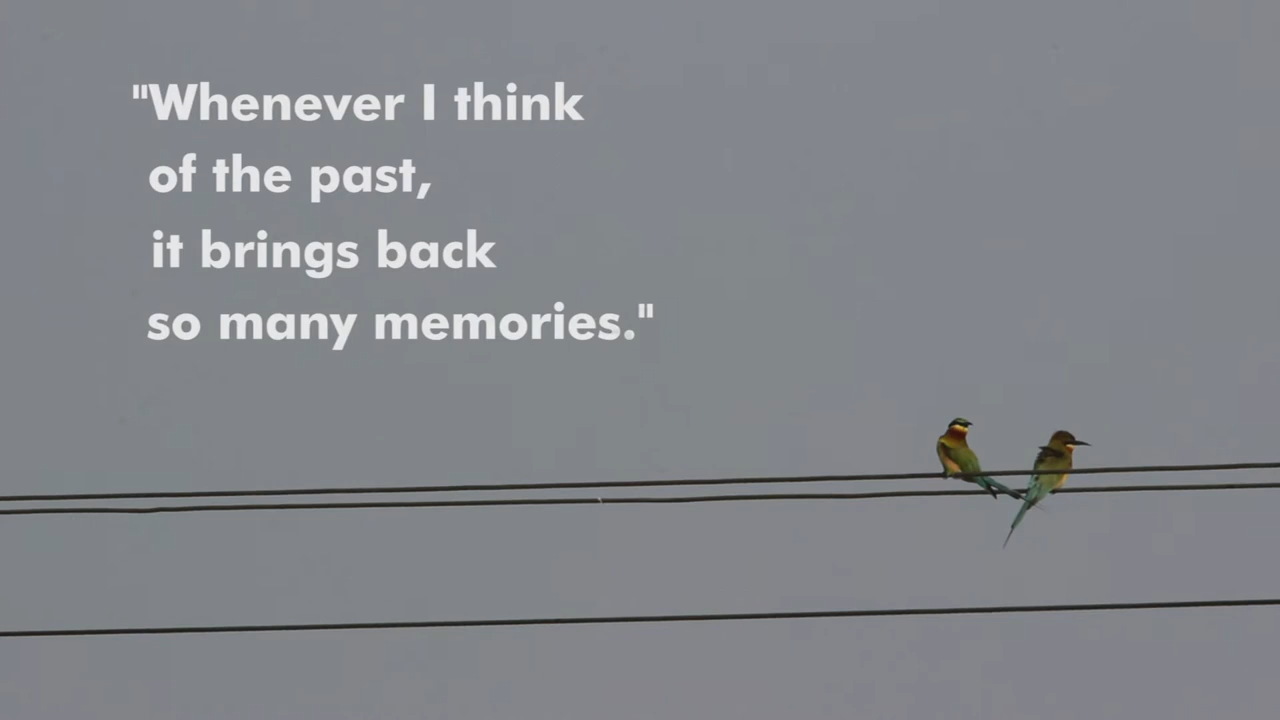 "Whenever I think
of the past,
it brings back
so many memories."